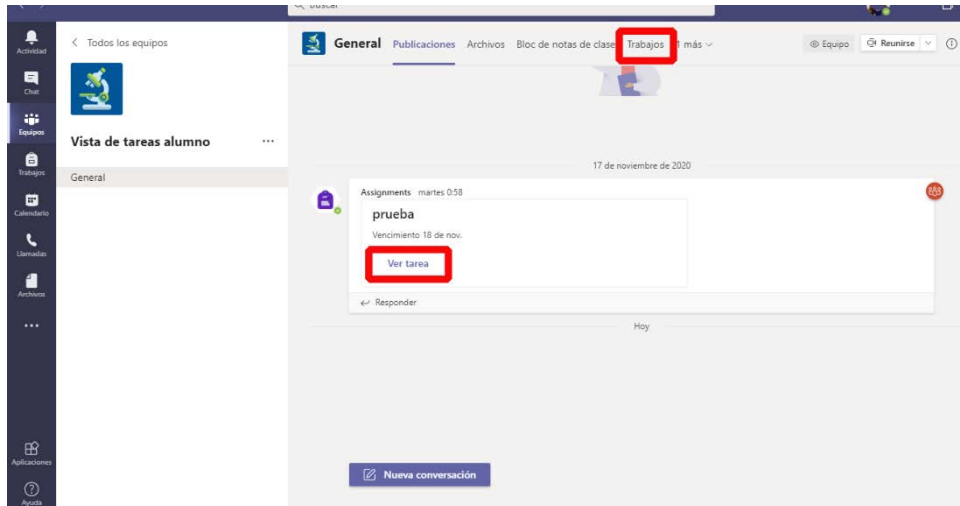 Buscar
Actividad
Chat
Equipos
Trabajos
Calendario
Llamadas
Archivos
Aplicaciones
Ayuda
Todos los equipos
Vista de tareas alumno
General
General Publicaciones Archivos Bloc de notas de clase Trabajos 1 más Equipo Reunirse
17 de noviembre de 2020
Assignments martes 0:58
prueba
Vencimiento 18 de nov.
Ver tarea
Responder
Hoy
Nueva conversación